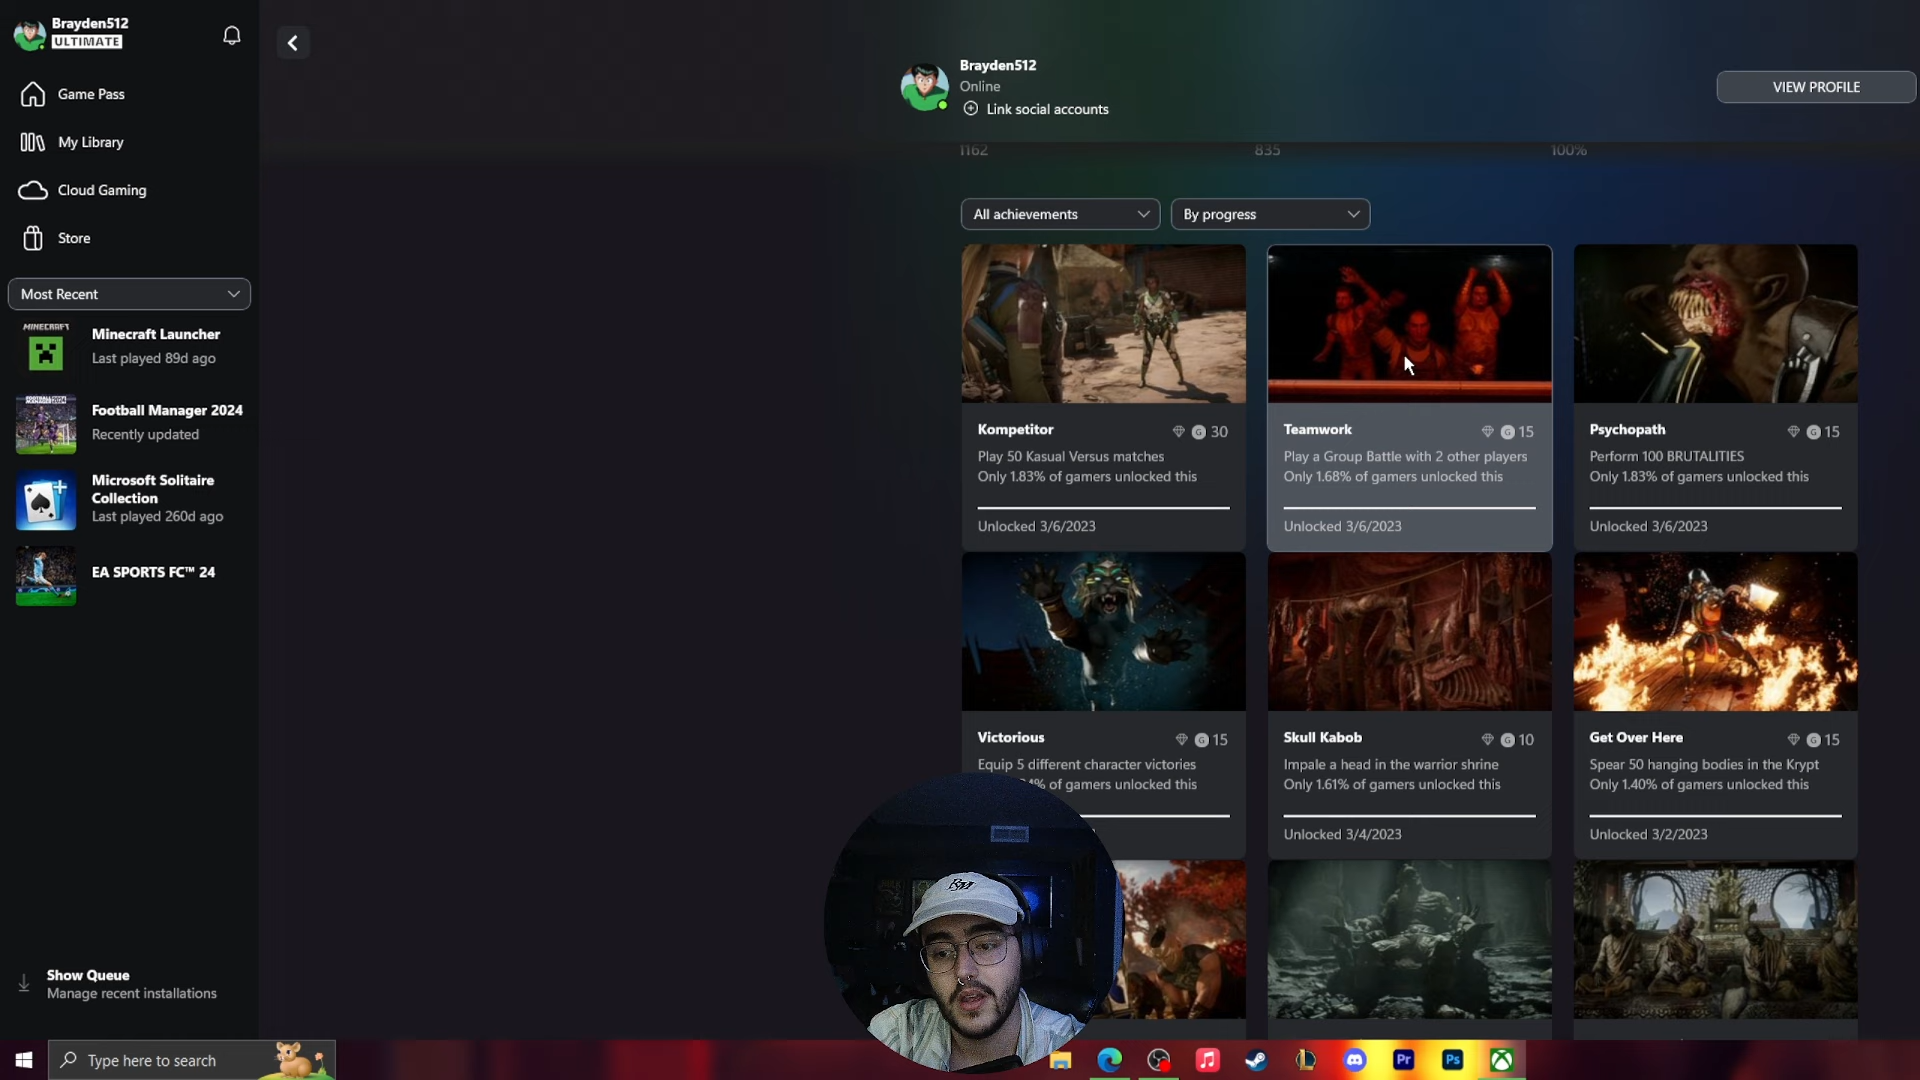 Brayden512
ULTIMATE
Game Pass
My Library
Cloud Gaming
Store
Most Recent
MINECRAFT
Minecraft Launcher
Last played 89d ago
Football Manager 2024
Recently updated
Microsoft Solitaire
Collection
Last played 260d ago
EA SPORTS FC™ 24
Show Queue
Manage recent installations
Brayden512
Online
Link social accounts
VIEW PROFILE
1162
835
100%
All achievements
By progress
Kompetitor
G 30
Play 50 Kasual Versus matches
Only 1.83% of gamers unlocked this
Unlocked 3/6/2023
Teamwork
G 15
Play a Group Battle with 2 other players
Only 1.68% of gamers unlocked this
Unlocked 3/6/2023
Psychopath
G 15
Perform 100 BRUTALITIES
Only 1.83% of gamers unlocked this
Unlocked 3/6/2023
Victorious
G 15
Equip 5 different character victories
of gamers unlocked this
Skull Kabob
G 10
Impale a head in the warrior shrine
Only 1.61% of gamers unlocked this
Unlocked 3/4/2023
Get Over Here
G 15
Spear 50 hanging bodies in the Krypt
Only 1.40% of gamers unlocked this
Unlocked 3/2/2023
BM
Type here to search
Pr
Ps